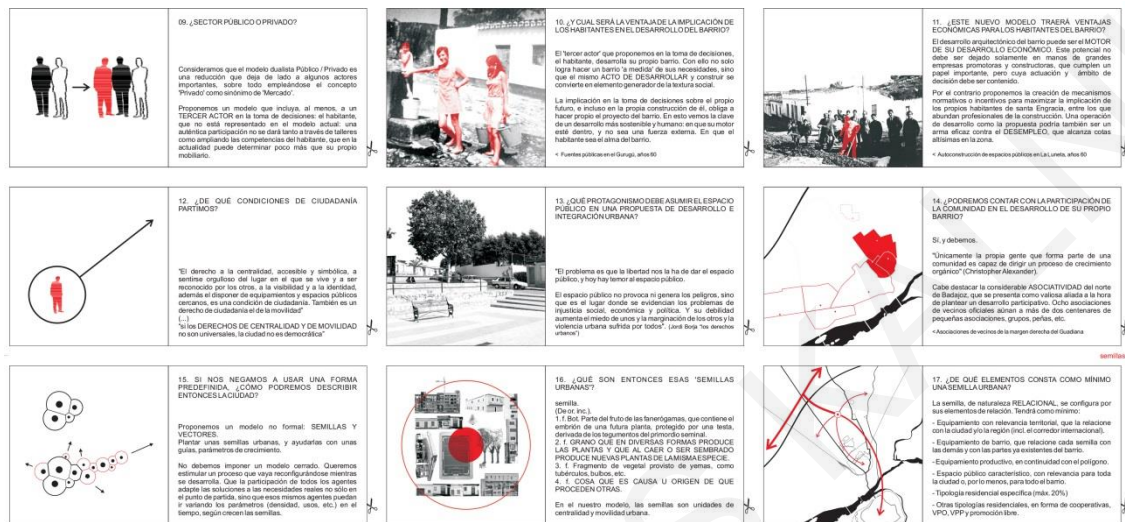 09. ¿SECTOR PÚBLICO O PRIVADO?
Consideramos que el modelo dualista Público / Privado es
una reducción que deja de lado a algunos actores
importantes, sobre todo empleándose el concepto
'Privado' como sinónimo de 'Mercado'.
Proponemos un modelo que incluya, al menos, a un
TERCER ACTOR en la toma de decisiones: el habitante,
que no está representado en el modelo actual: una
auténtica participación no se dará tanto a través de talleres
como ampliando las competencias del habitante, que en la
actualidad puede determinar poco más que su propio
mobiliario.
10. ¿Y CUAL SERÁ LA VENTAJA DE LA IMPLICACIÓN DE
LOS HABITANTES EN EL DESARROLLO DEL BARRIO?
El 'tercer actor' que proponemos en la toma de decisiones,
el habitante, desarrolla su propio barrio. Con ello no solo
logra hacer un barrio 'a medida' de sus necesidades, sino
que el mismo ACTO DE DESARROLLAR y construir se
convierte en elemento generador de la textura social.
La implicación en la toma de decisiones sobre el propio
futuro, e incluso en la propia construcción de él, obliga a
hacer propio el proyecto del barrio. En esto vemos la clave
de un desarrollo más sostenible y humano: en que su motor
esté dentro, y no sea una fuerza externa. En que el
habitante sea el alma del barrio.
< Fuentes públicas en el Gurugú, años 60
11. ¿ESTE NUEVO MODELO TRAERÁ VENTAJAS
ECONÓMICAS PARA LOS HABITANTES DEL BARRIO?
El desarrollo arquitectónico del barrio puede ser el MOTOR
DE SU DESARROLLO ECONÓMICO. Este potencial no
debe ser dejado solamente en manos de grandes
empresas promotoras y constructoras, que cumplen un
papel importante, pero cuya actuación y ámbito de
decisión debe ser contenido.
Por el contrario proponemos la creación de mecanismos
normativos o incentivos para maximizar la implicación de
los propios habitantes de santa Engracia, entre los que
abundan profesionales de la construcción. Una operación
de desarrollo como la propuesta podría también ser un
arma eficaz contra el DESEMPLEO, que alcanza cotas
altísimas en la zona.
< Autoconstrucción de espacios públicos en La Luneta, años 60
12. ¿DE QUÉ CONDICIONES DE CIUDADANÍA
PARTIMOS?
"El derecho a la centralidad, accesible y simbólica, a
sentirse orgulloso del lugar en el que se vive y a ser
reconocido por los otros, a la visibilidad y a la identidad,
además el disponer de equipamientos y espacios públicos
cercanos, es una condición de ciudadanía. También es un
derecho de ciudadanía el de la movilidad"
(...)
"si los DERECHOS DE CENTRALIDAD Y DE MOVILIDAD
no son universales, la ciudad no es democrática"
13. ¿QUÉ PROTAGONISMO DEBE ASUMIR EL ESPACIO
PÚBLICO EN UNA PROPUESTA DE DESARROLLO E
INTEGRACIÓN URBANA?
"El problema es que la libertad nos la ha de dar el espacio
público, y hoy hay temor al espacio público.
El espacio público no provoca ni genera los peligros, sino
que es el lugar donde se evidencian los problemas de
injusticia social, económica y política. Y su debilidad
aumenta el miedo de unos y la marginación de los otros y la
violencia urbana sufrida por todos". (Jordi Borja "los derechos
urbanos")
14. ¿PODREMOS CONTAR CON LA PARTICIPACIÓN DE
LA COMUNIDAD EN EL DESARROLLO DE SU PROPIO
BARRIO?
Sí, y debemos.
"Únicamente la propia gente que forma parte de una
comunidad es capaz de dirigir un proceso de crecimiento
orgánico" (Christopher Alexander).
Cabe destacar la considerable ASOCIATIVIDAD del norte
de Badajoz, que se presenta como valiosa aliada a la hora
de plantear un desarrollo participativo. Ocho asociaciones
de vecinos oficiales aúnan a más de dos centenares de
pequeñas asociaciones, grupos, peñas, etc.
< Asociaciones de vecinos de la margen derecha del Guadiana
semillas
15. SI NOS NEGAMOS A USAR UNA FORMA
PREDEFINIDA, ¿CÓMO PODREMOS DESCRIBIR
ENTONCES LA CIUDAD?
Proponemos un modelo no formal: SEMILLAS Y
VECTORES.
Plantar unas semillas urbanas, y ayudarlas con unas
guías, parámetros de crecimiento.
No debemos imponer un modelo cerrado. Queremos
estimular un proceso que vaya reconfigurándose mientras
se desarrolla. Que la participación de todos los agentes
adapte las soluciones a las necesidades reales no sólo en
el punto de partida, sino que esos mismos agentes puedan
ir variando los parámetros (densidad, usos, etc.) en el
tiempo, según crecen las semillas.
16. ¿QUÉ SON ENTONCES ESAS 'SEMILLAS
URBANAS'?
semilla.
(De or. inc.).
1. f. Bot. Parte del fruto de las fanerógamas, que contiene el
embrión de una futura planta, protegido por una testa,
derivada de los tegumentos del primordio seminal.
2. f. GRANO QUE EN DIVERSAS FORMAS PRODUCE
LAS PLANTAS Y QUE AL CAER O SER SEMBRADO
PRODUCE NUEVAS PLANTAS DE LA MISMA ESPECIE.
3. f. Fragmento de vegetal provisto de yemas, como
tubérculos, bulbos, etc.
4. f. COSA QUE ES CAUSA U ORIGEN DE QUE
PROCEDEN OTRAS.
En el nuestro modelo, las semillas son unidades de
centralidad y movilidad urbana.
17. ¿DE QUÉ ELEMENTOS CONSTA COMO MÍNIMO
UNA SEMILLA URBANA?
La semilla, de naturaleza RELACIONAL, se configura por
sus elementos de relación. Tendrá como mínimo:
- Equipamiento con relevancia territorial, que la relacione
con la ciudad y/o la región (incl. el corredor internacional).
- Equipamiento de barrio, que relacione cada semilla con
las demás y con las partes ya existentes del barrio.
- Equipamiento productivo, en continuidad con el polígono.
- Espacio público característico, con relevancia para toda
la ciudad o, por lo menos, para todo el barrio.
- Tipología residencial específica (máx. 20%)
- Otras tipologías residenciales, en forma de cooperativas,
VPO, VPP y promoción libre.